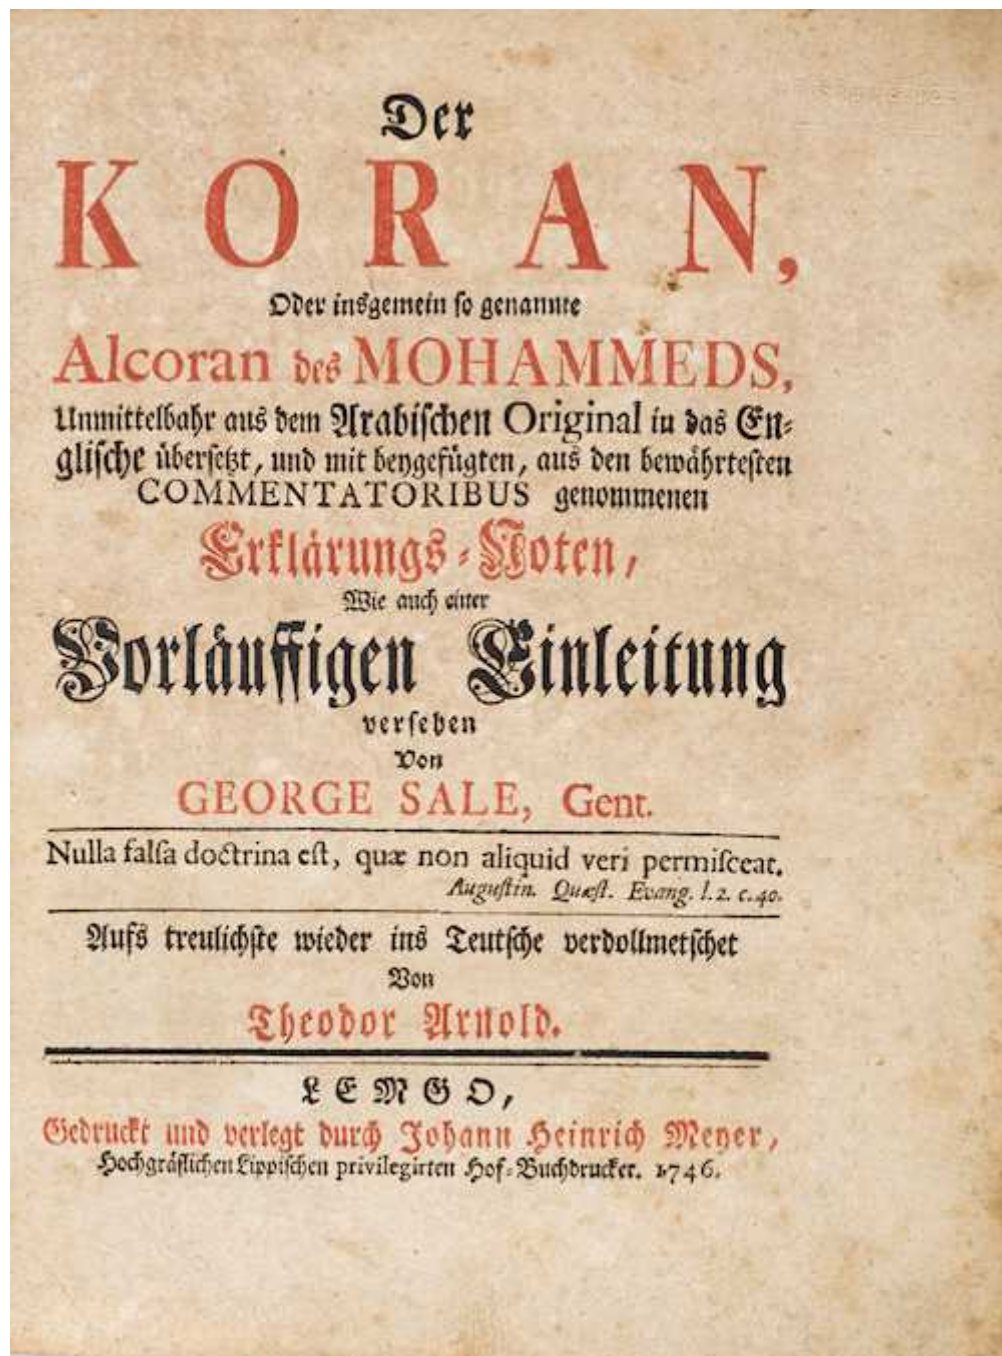 Der
KORAN,
Oder insgemein so genannte
Alcoran des MOHAMMEDS,
Unmittelbahr aus dem Arabischen Original in das En-
glische übersetzt, und mit beygefügten, aus den bewährtesten
COMMENTATORIBUS genommenen
Erklärungs-Noten,
Wie auch einer
Vorläuffigen Einleitung
versehen
Von
GEORGE SALE, Gent.
Nulla falsa doctrina est, quæ non aliquid veri permisceat.
Augustin. Quæst. Evang. l. 2. c. 40.
Aufs treulichste wieder ins Teutsche verdollmetschet
Von
Theodor Arnold.
LEMGO,
Gedruckt und verlegt durch Johann Heinrich Meyer,
Hochgräflichen Lippischen privilegirten Hof-Buchdrucker. 1746.